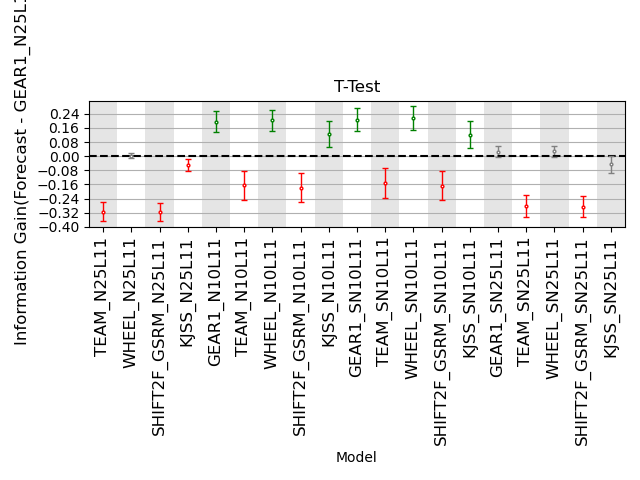 T-Test
Information Gain(Forecast - GEAR1_N25L1
0.24
0.16
0.08
0.00
−0.08
−0.16
−0.24
−0.32
−0.40
TEAM_N25L11
WHEEL_N25L11
SHIFT2F_GSRM_N25L11
KJSS_N25L11
GEAR1_N10L11
TEAM_N10L11
WHEEL_N10L11
SHIFT2F_GSRM_N10L11
KJSS_N10L11
GEAR1_SN10L11
TEAM_SN10L11
WHEEL_SN10L11
SHIFT2F_GSRM_SN10L11
KJSS_SN10L11
GEAR1_SN25L11
TEAM_SN25L11
WHEEL_SN25L11
SHIFT2F_GSRM_SN25L11
KJSS_SN25L11
Model